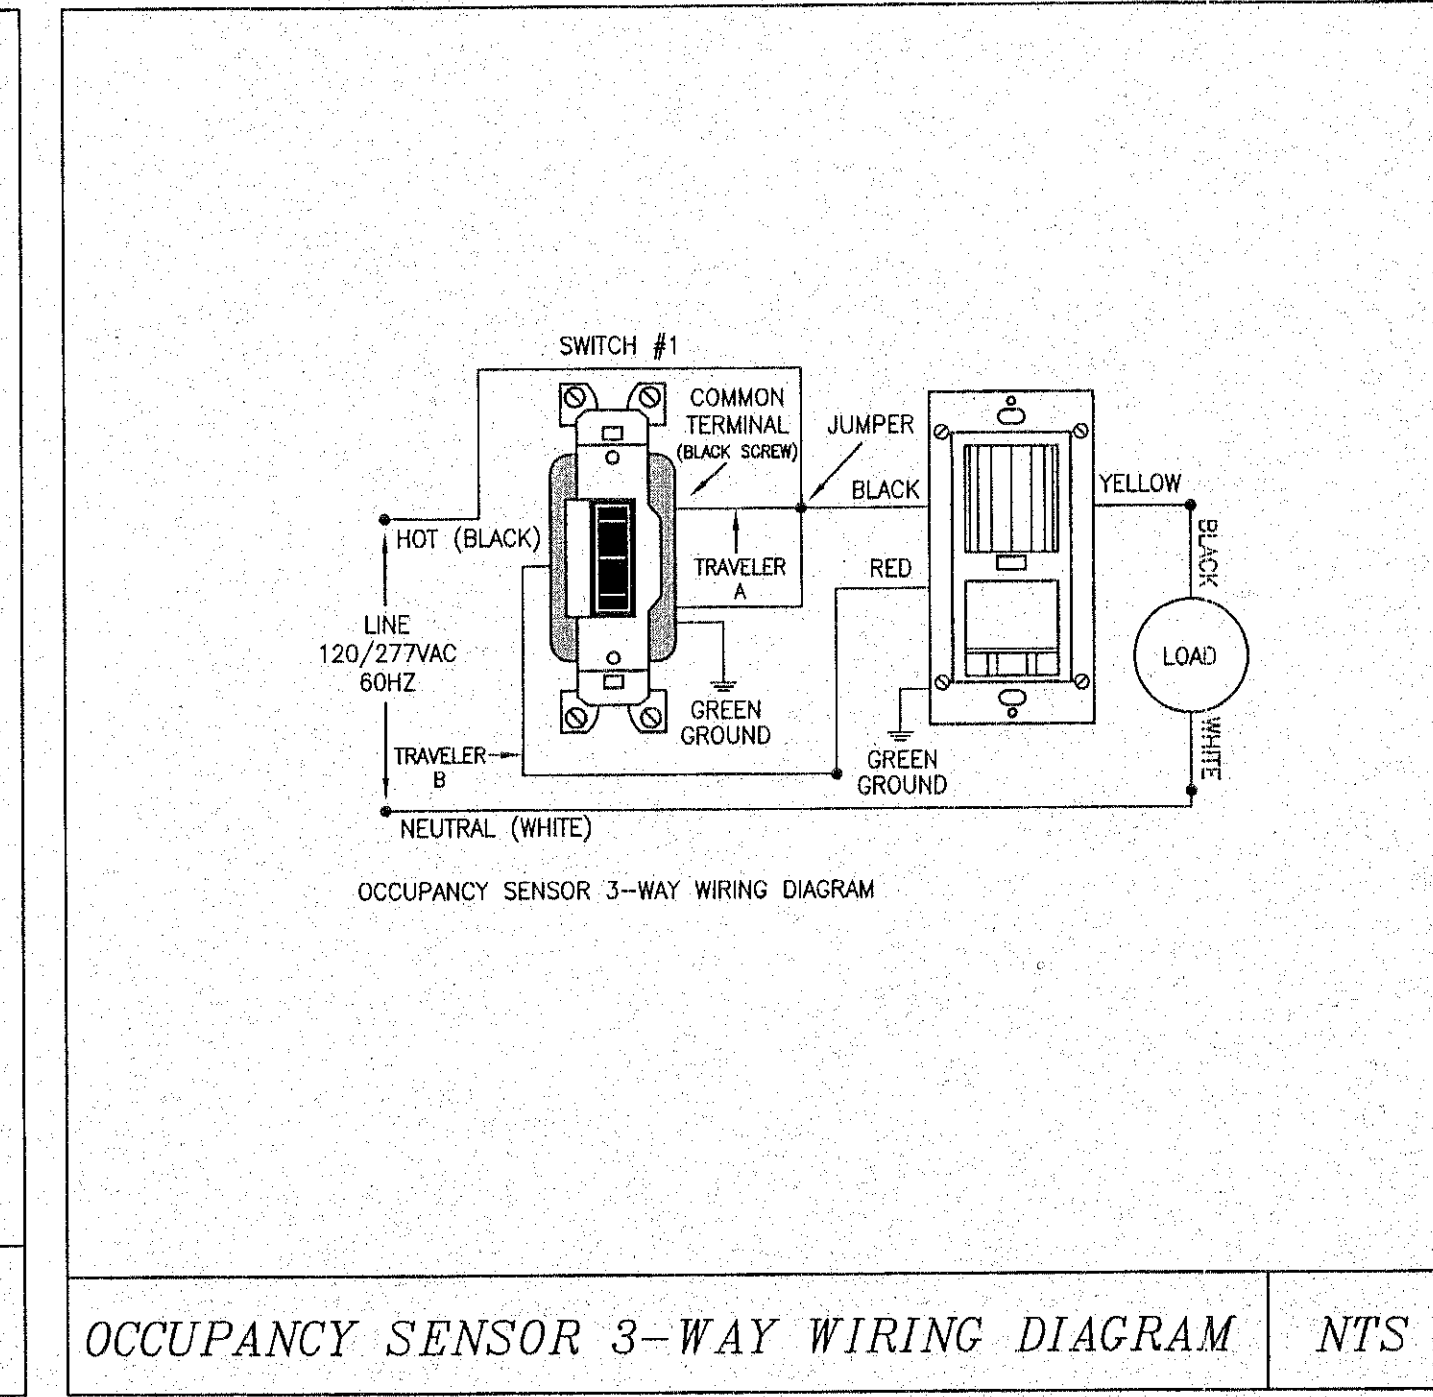 SWITCH #1
COMMON
TERMINAL
(BLACK SCREW)
JUMPER
BLACK
YELLOW
HOT (BLACK)
BLACK
TRAVELER
A
RED
LINE
120/277VAC
60HZ
LOAD
GREEN
GROUND
WHITE
TRAVELER
B
GREEN
GROUND
NEUTRAL (WHITE)
OCCUPANCY SENSOR 3-WAY WIRING DIAGRAM
OCCUPANCY SENSOR 3-WAY WIRING DIAGRAM
NTS